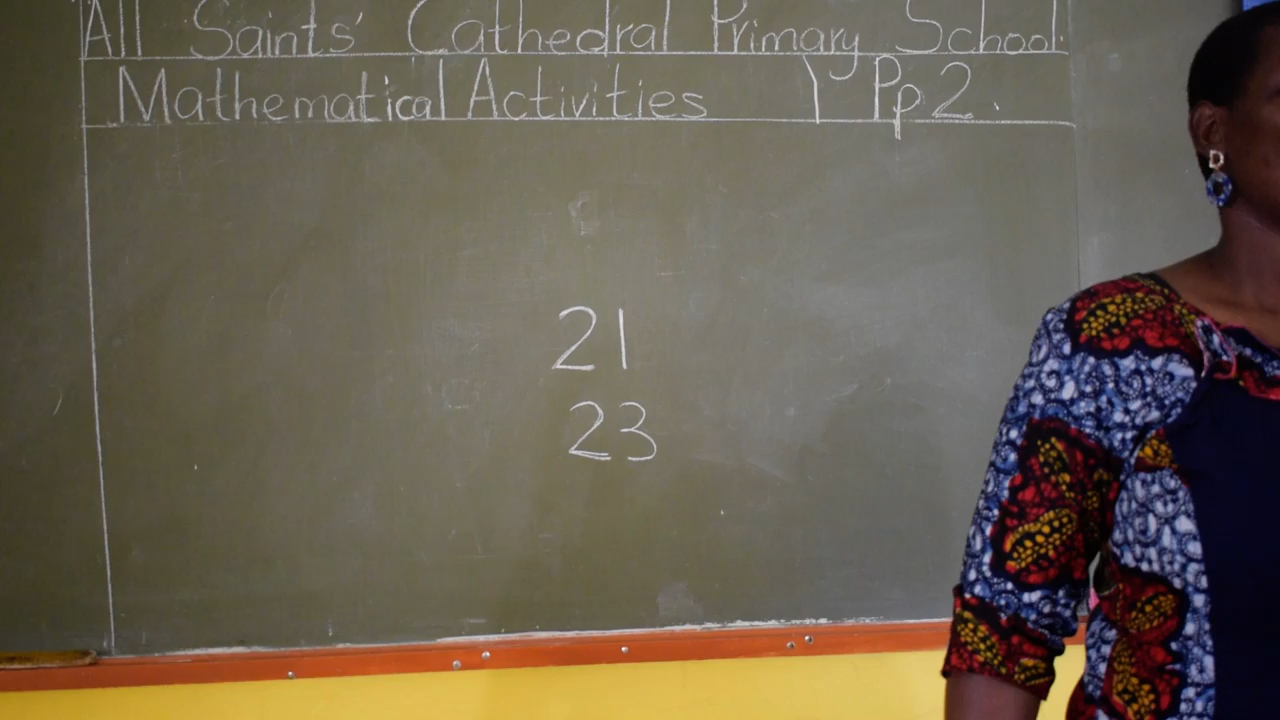 All Saints' Cathedral Primary School
Mathematical Activities Pp2.
21
23